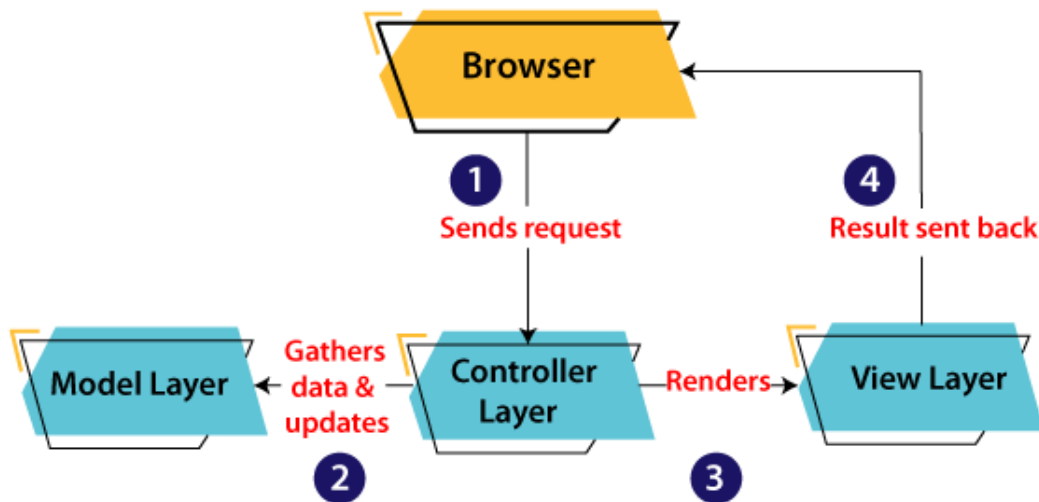 Browser
1
Sends request
4
Result sent back
Model Layer
Gathers
data &
updates
2
Controller
Layer
Renders
3
View Layer